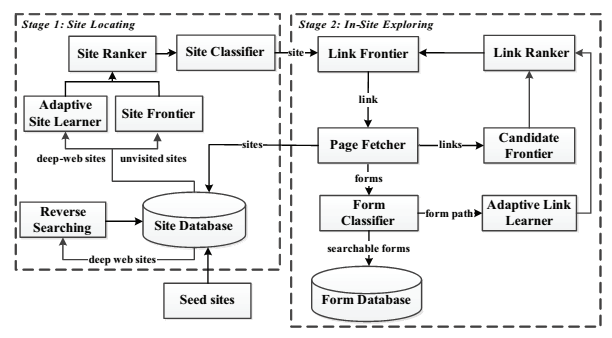 Stage 1: Site Locating
Site Ranker
Site Classifier
site
Adaptive
Site Learner
Site Frontier
deep-web sites
unvisited sites
sites
Reverse
Searching
Site Database
deep web sites
Seed sites
Stage 2: In-Site Exploring
Link Frontier
Link Ranker
link
Page Fetcher
links
Candidate
Frontier
forms
Form
Classifier
form path
Adaptive Link
Learner
searchable forms
Form Database